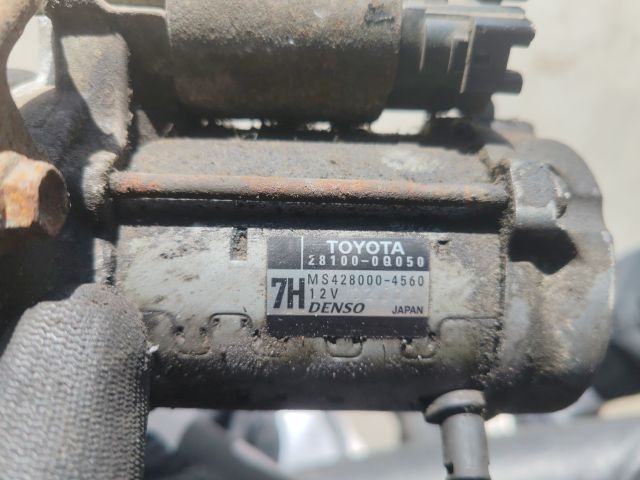 TOYOTA
28100-0Q050
7H
MS428000-4560
12V
DENSO JAPAN